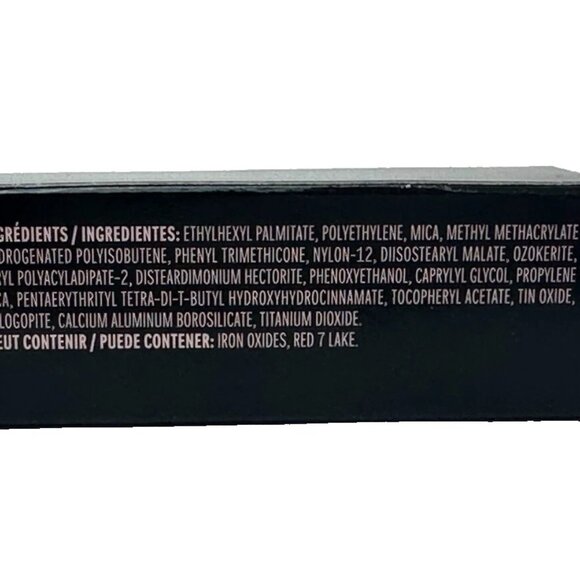 GRÉDIENTS / INGREDIENTES: ETHYLHEXYL PALMITATE, POLYETHYLENE, MICA, METHYL METHACRYLATE
DROGENATED POLYISOBUTENE, PHENYL TRIMETHICONE, NYLON-12, DIISOSTEARYL MALATE, OZOKERITE,
RYL POLYACYLADIPATE-2, DISTEARDIMONIUM HECTORITE, PHENOXYETHANOL, CAPRYLYL GLYCOL, PROPYLENE
CA, PENTAERYTHRITYL TETRA-DI-T-BUTYL HYDROXYHYDROCINNAMATE, TOCOPHERYL ACETATE, TIN OXIDE,
LOGOPITE, CALCIUM ALUMINUM BOROSILICATE, TITANIUM DIOXIDE.
EUT CONTENIR / PUEDE CONTENER: IRON OXIDES, RED 7 LAKE.